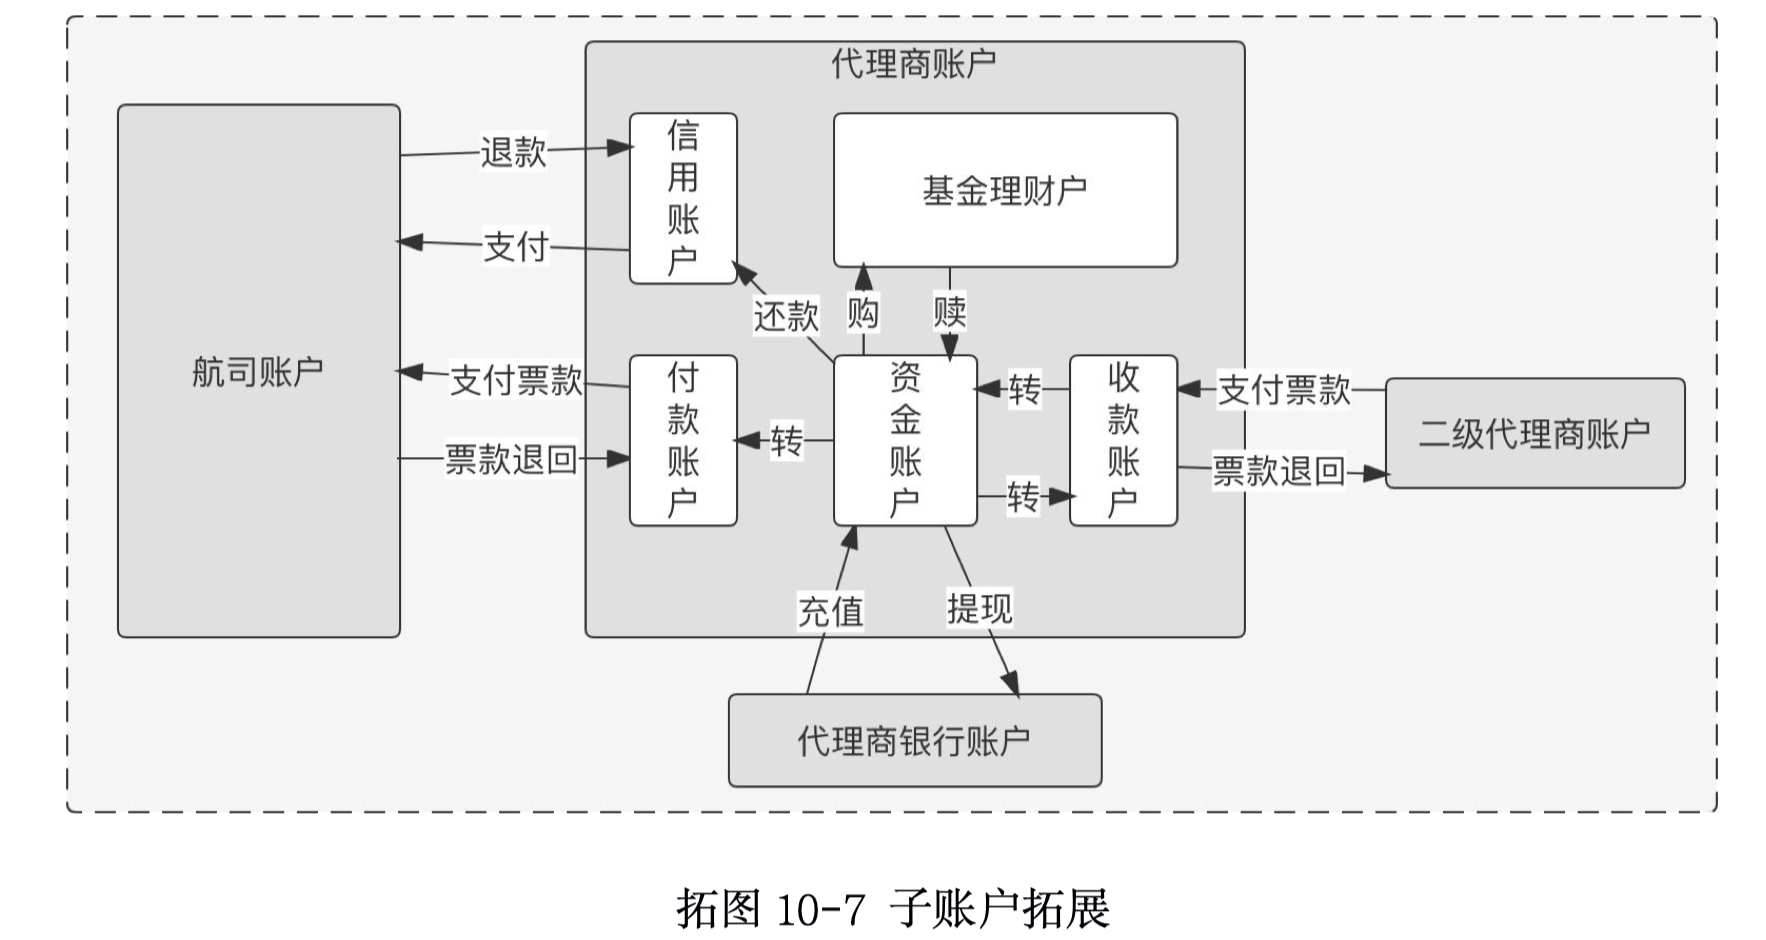 代理商账户
信用账户
基金理财户
退款
支付
还款
购
赎
航司账户
支付票款
票款退回
付款账户
转
资金账户
转
转
收款账户
支付票款
票款退回
二级代理商账户
充值
提现
代理商银行账户
拓图 10-7 子账户拓展